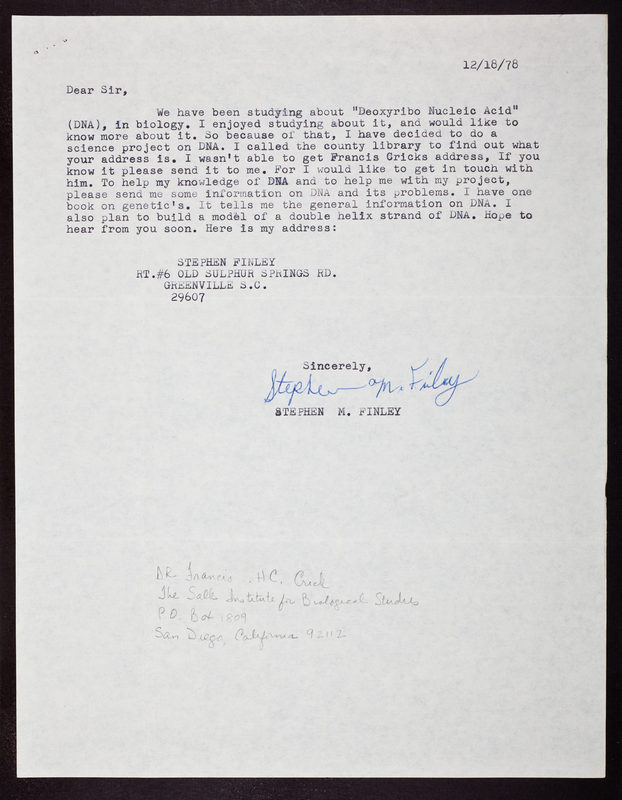 12/18/78
Dear Sir,
We have been studying about "Deoxyribo Nucleic Acid"
(DNA), in biology. I enjoyed studying about it, and would like to
know more about it. So because of that, I have decided to do a
science project on DNA. I called the county library to find out what
your address is. I wasn't able to get Francis Cricks address, If you
know it please send it to me. For I would like to get in touch with
him. To help my knowledge of DNA and to help me with my project,
please send me some information on DNA and its problems. I have one
book on genetic's. It tells me the general information on DNA. I
also plan to build a model of a double helix strand of DNA. Hope to
hear from you soon. Here is my address:
STEPHEN FINLEY
RT.#6 OLD SULPHUR SPRINGS RD.
GREENVILLE S.C.
29607
Sincerely,
Stephen M. Finley
STEPHEN M. FINLEY
DR Francis . H C. Crick
The Salk Institute for Biological Studies
P.O. Box 1809
San Diego, California 92112